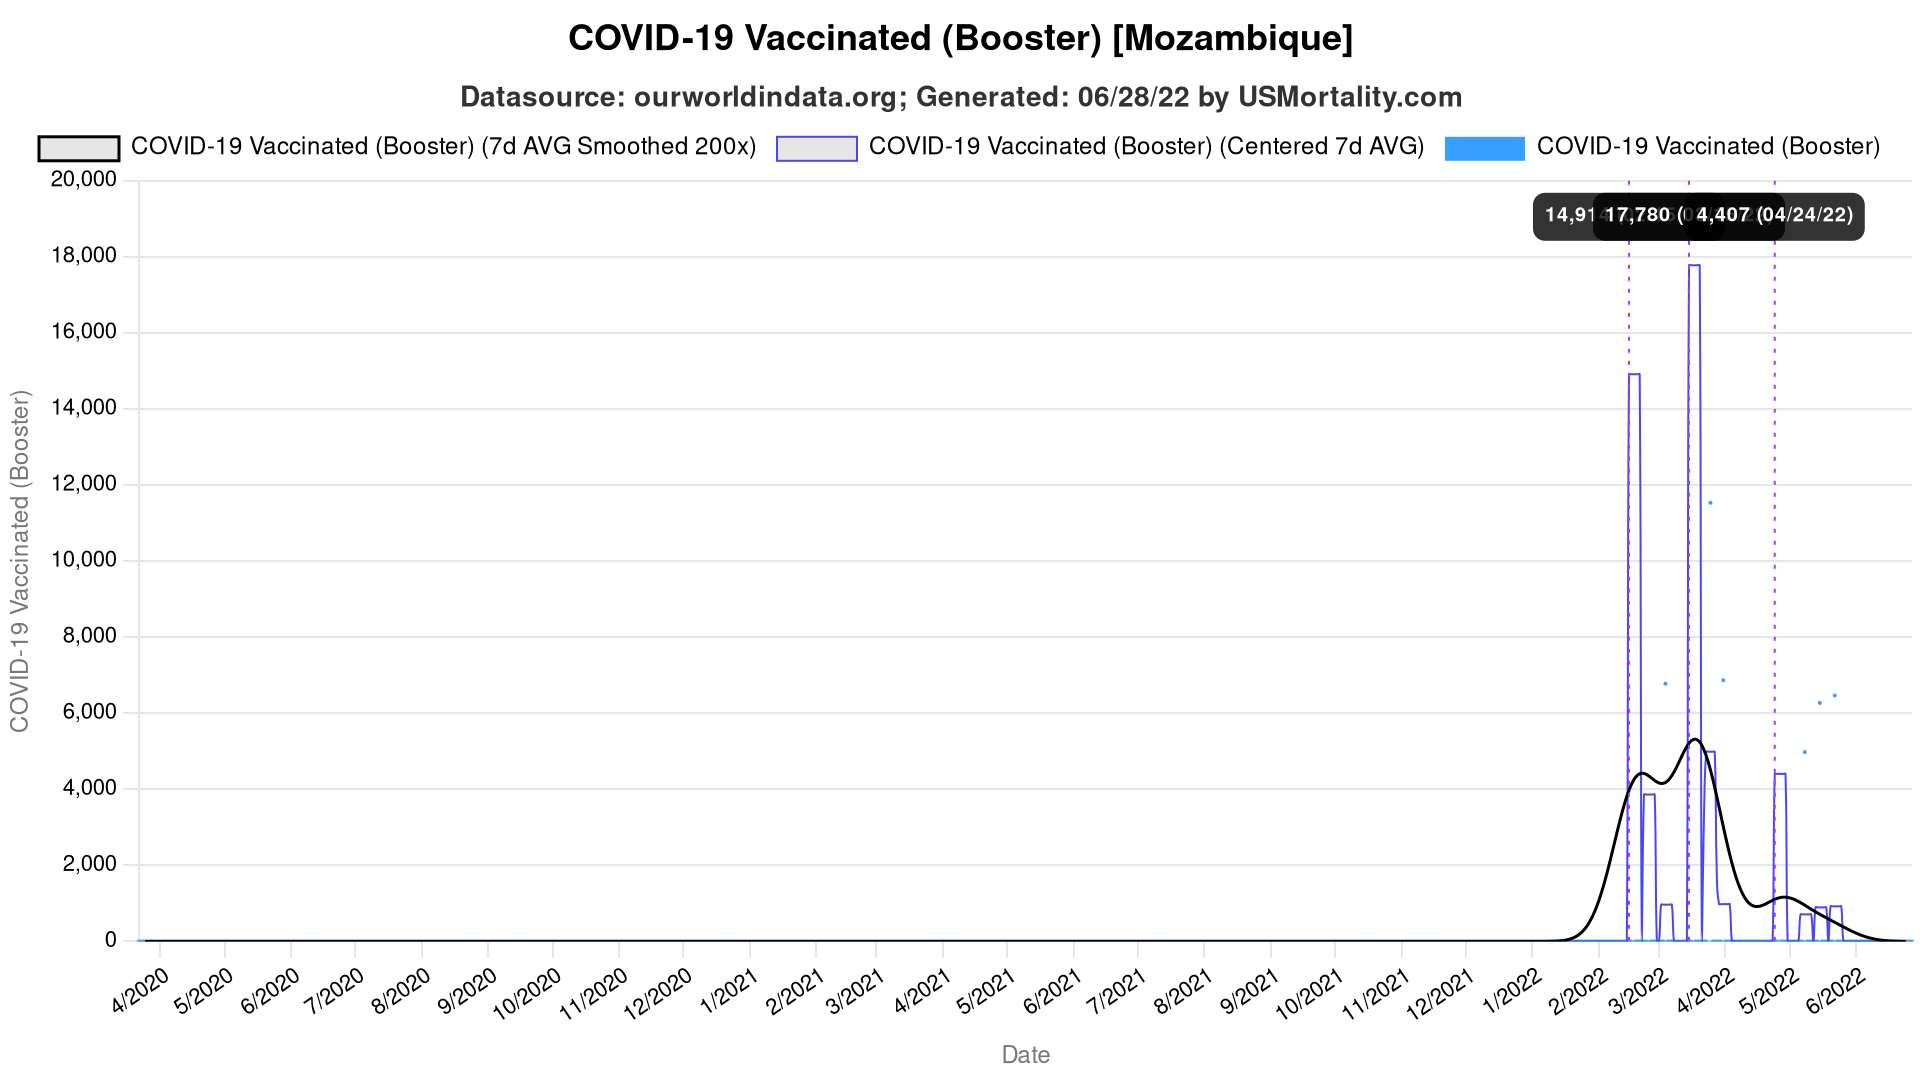 COVID-19 Vaccinated (Booster) [Mozambique]
Datasource: ourworldindata.org; Generated: 06/28/22 by USMortality.com
COVID-19 Vaccinated (Booster) (7d AVG Smoothed 200x) COVID-19 Vaccinated (Booster) (Centered 7d AVG) COVID-19 Vaccinated (Booster)
20,000
17,780 4,407 (04/24/22)
18,000
16,000
14,000
12,000
10,000
8,000
6,000
4,000
2,000
0
COVID-19 Vaccinated (Booster)
4/2020 5/2020 6/2020 7/2020 8/2020 9/2020 10/2020 11/2020 12/2020 1/2021 2/2021 3/2021 4/2021 5/2021 6/2021 7/2021 8/2021 9/2021 10/2021 11/2021 12/2021 1/2022 2/2022 3/2022 4/2022 5/2022 6/2022
Date